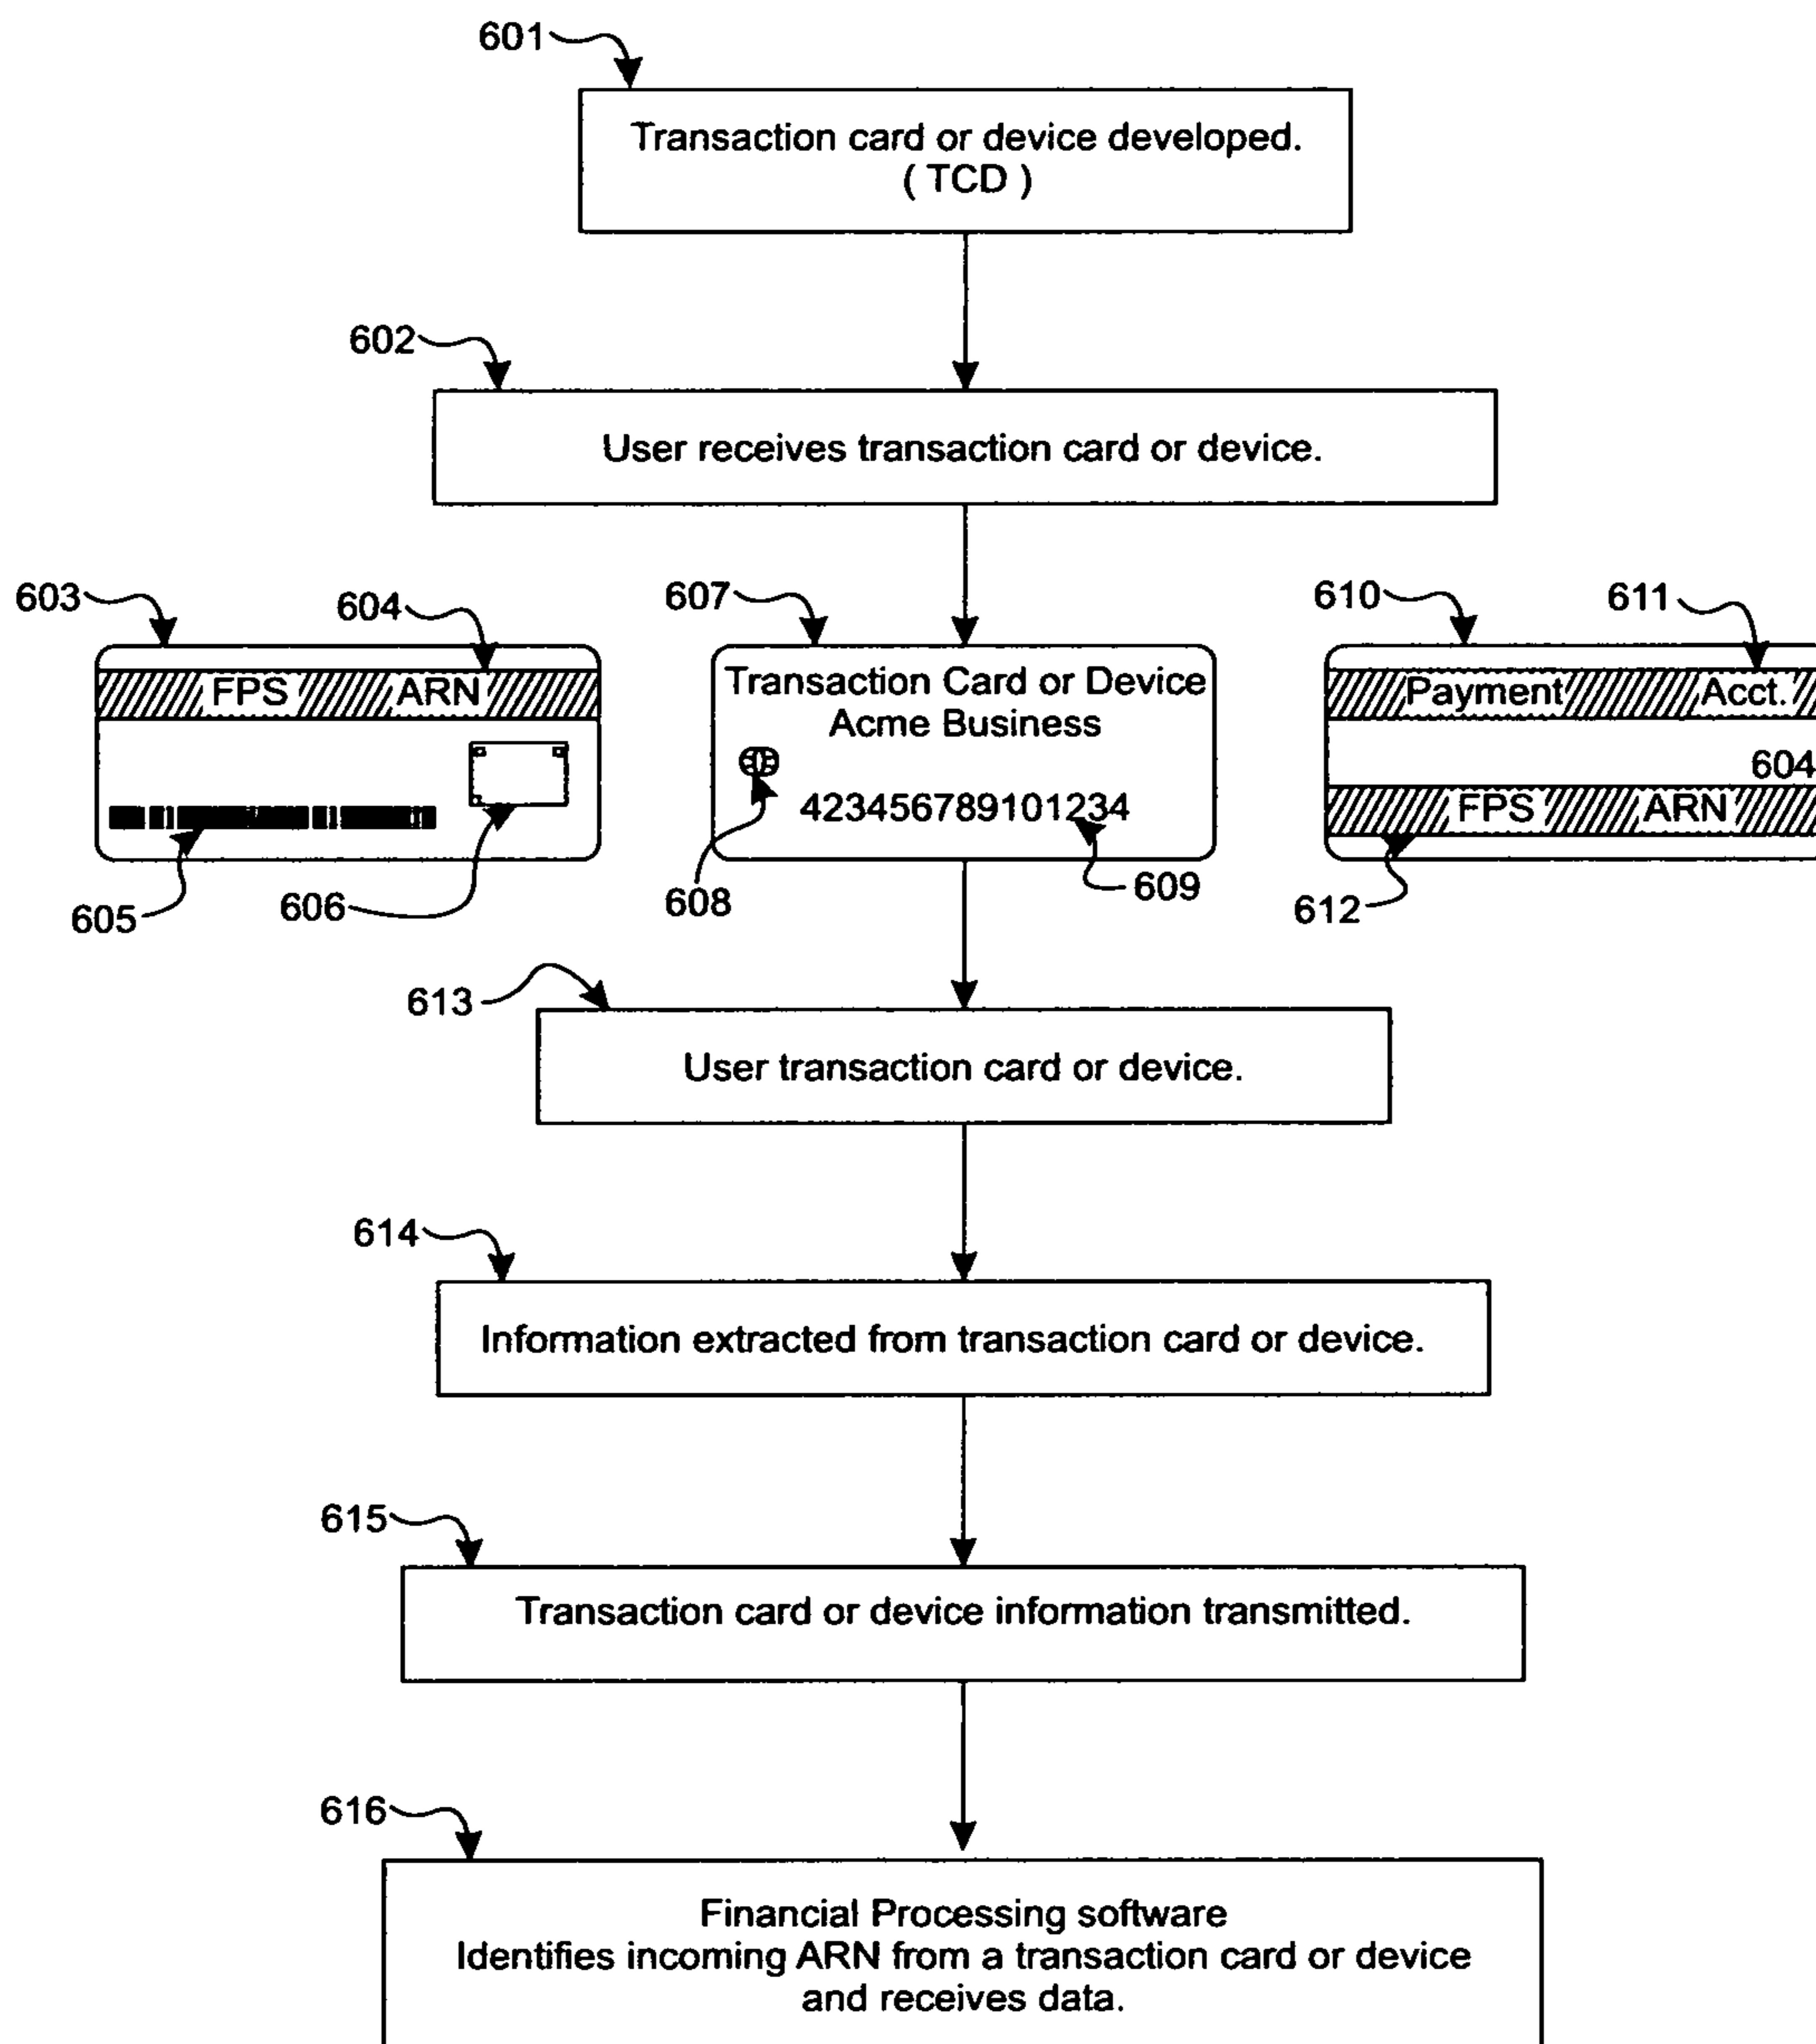 601
Transaction card or device developed.
( TCD )
602
User receives transaction card or device.
603
604
607
610
611
FPS ARN
Transaction Card or Device
Acme Business
423456789101234
Payment Acct.
604
FPS ARN
605
606
608
609
612
613
User transaction card or device.
614
Information extracted from transaction card or device.
615
Transaction card or device information transmitted.
616
Financial Processing software
Identifies incoming ARN from a transaction card or device
and receives data.